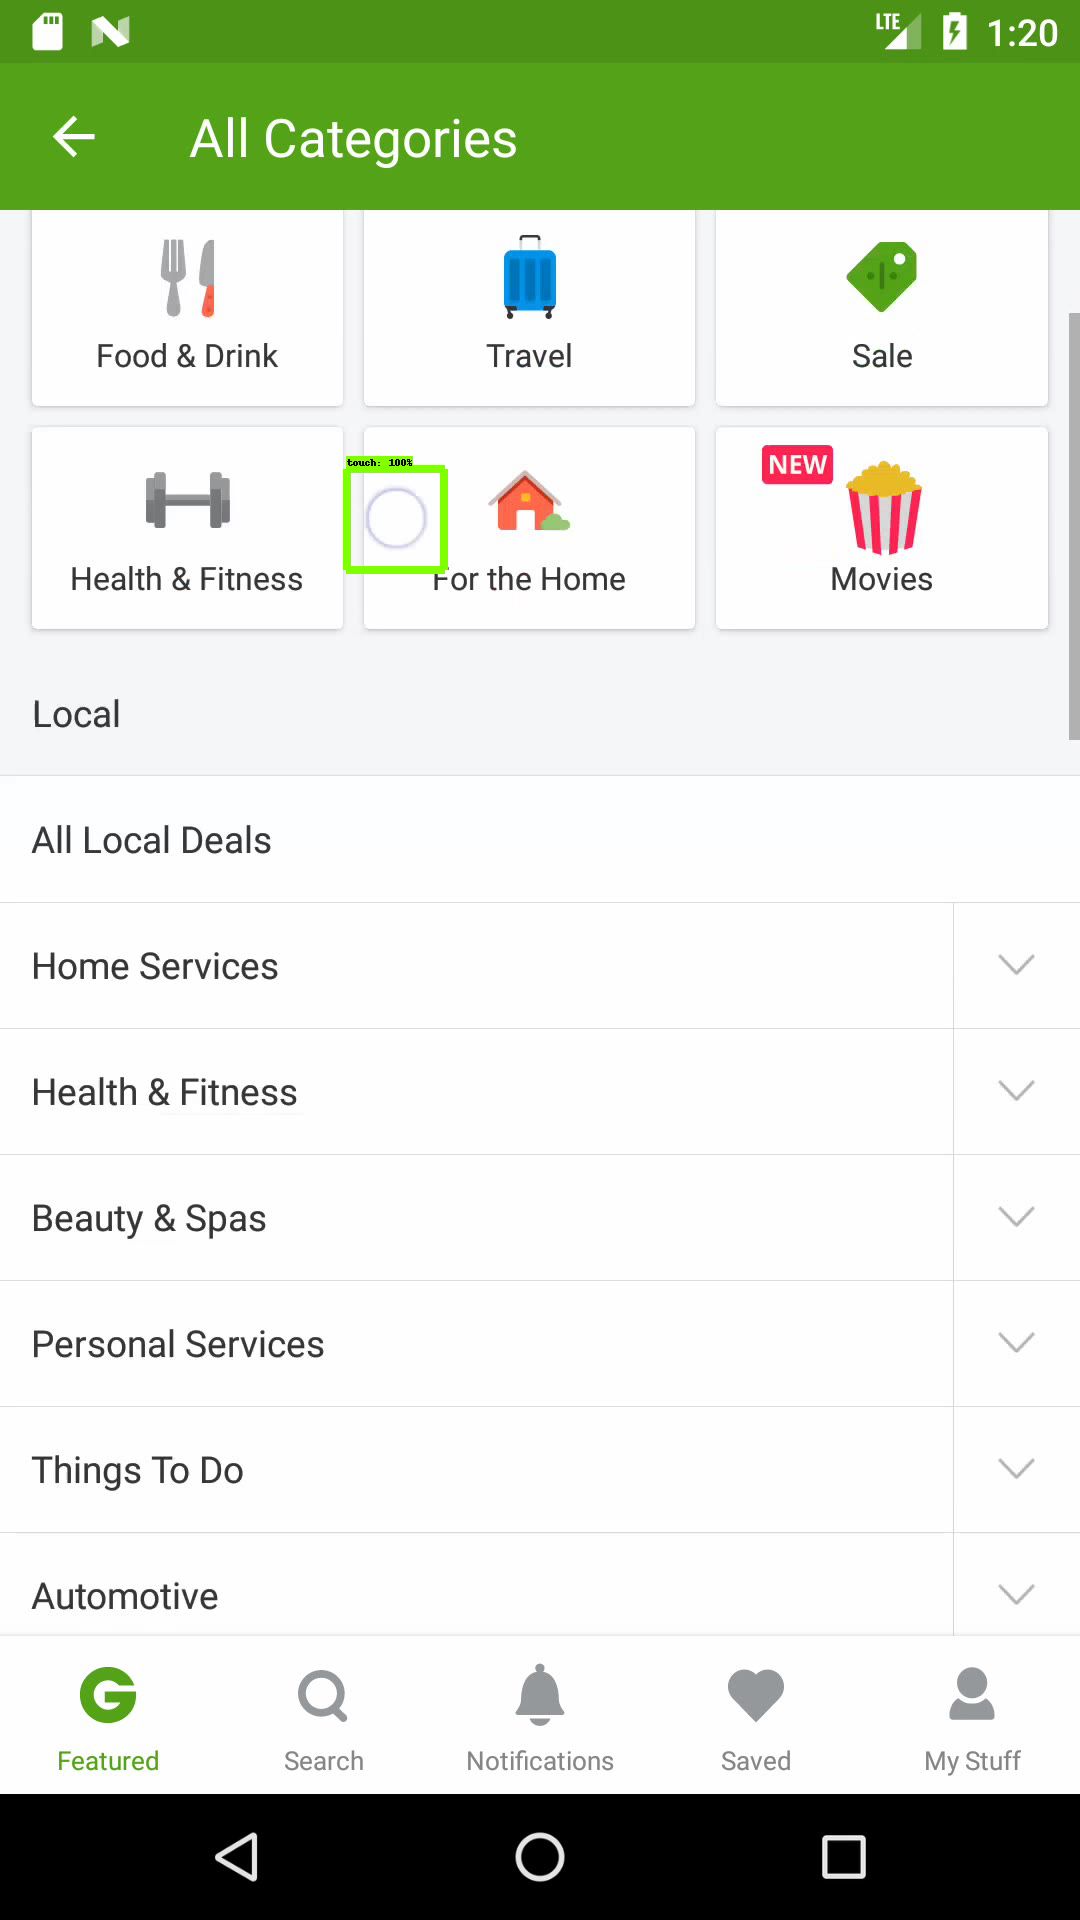 LTE 1:20
All Categories
Food & Drink
Travel
Sale
touch: 100%
NEW
Health & Fitness
For the Home
Movies
Local
All Local Deals
Home Services
Health & Fitness
Beauty & Spas
Personal Services
Things To Do
Automotive
Featured
Search
Notifications
Saved
My Stuff